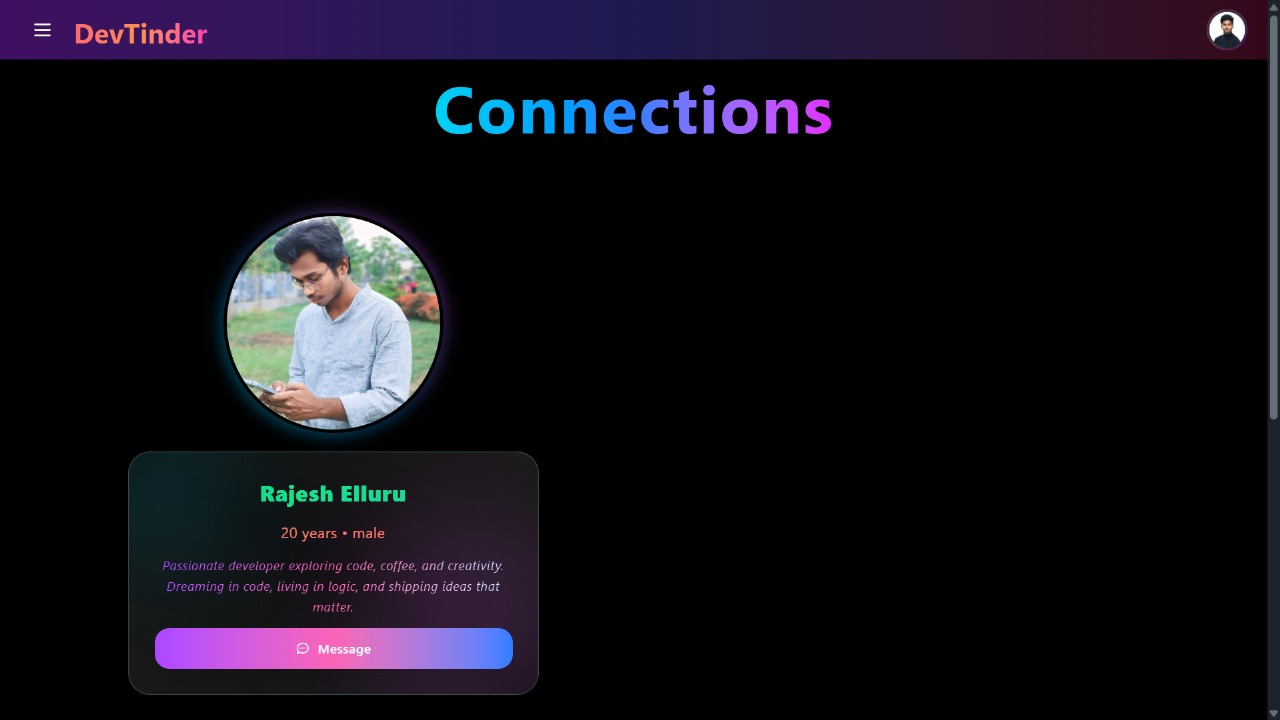 DevTinder
Connections
Rajesh Elluru
20 years • male
Passionate developer exploring code, coffee, and creativity.
Dreaming in code, living in logic, and shipping ideas that
matter.
Message